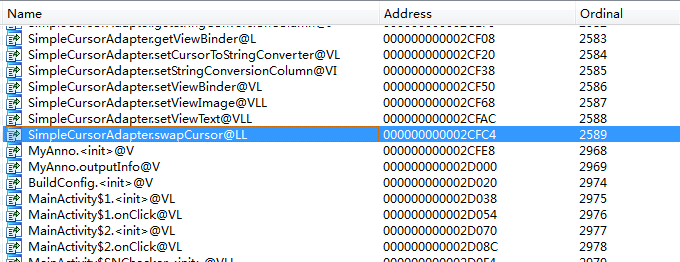 Name Address Ordinal
SimpleCursorAdapter.getViewBinder@L 000000000002CF08 2583
SimpleCursorAdapter.setCursorToStringConverter@VL 000000000002CF20 2584
SimpleCursorAdapter.setStringConversionColumn@VI 000000000002CF38 2585
SimpleCursorAdapter.setViewBinder@VL 000000000002CF50 2586
SimpleCursorAdapter.setViewImage@VLL 000000000002CF68 2587
SimpleCursorAdapter.setViewText@VLL 000000000002CFAC 2588
SimpleCursorAdapter.swapCursor@LL 000000000002CFC4 2589
MyAnno.<init>@V 000000000002CFE8 2968
MyAnno.outputInfo@V 000000000002D000 2969
BuildConfig.<init>@V 000000000002D020 2974
MainActivity$1.<init>@VL 000000000002D038 2975
MainActivity$1.onClick@VL 000000000002D054 2976
MainActivity$2.<init>@VL 000000000002D070 2977
MainActivity$2.onClick@VL 000000000002D08C 2978